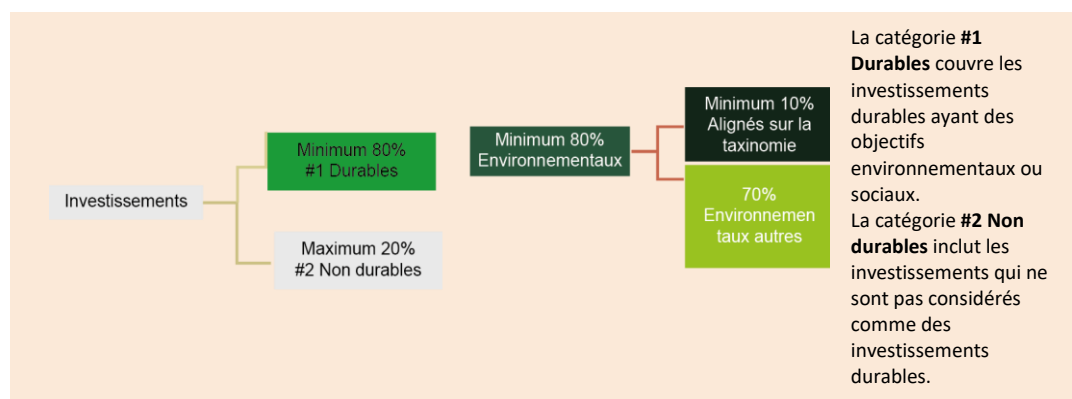 Investissements
Minimum 80%
#1 Durables
Maximum 20%
#2 Non durables
Minimum 80%
Environnementaux
Minimum 10%
Alignés sur la
taxinomie
70%
Environnemen
taux autres
La catégorie #1
Durables couvre les
investissements
durables ayant des
objectifs
environnementaux ou
sociaux.
La catégorie #2 Non
durables inclut les
investissements qui ne
sont pas considérés
comme des
investissements
durables.